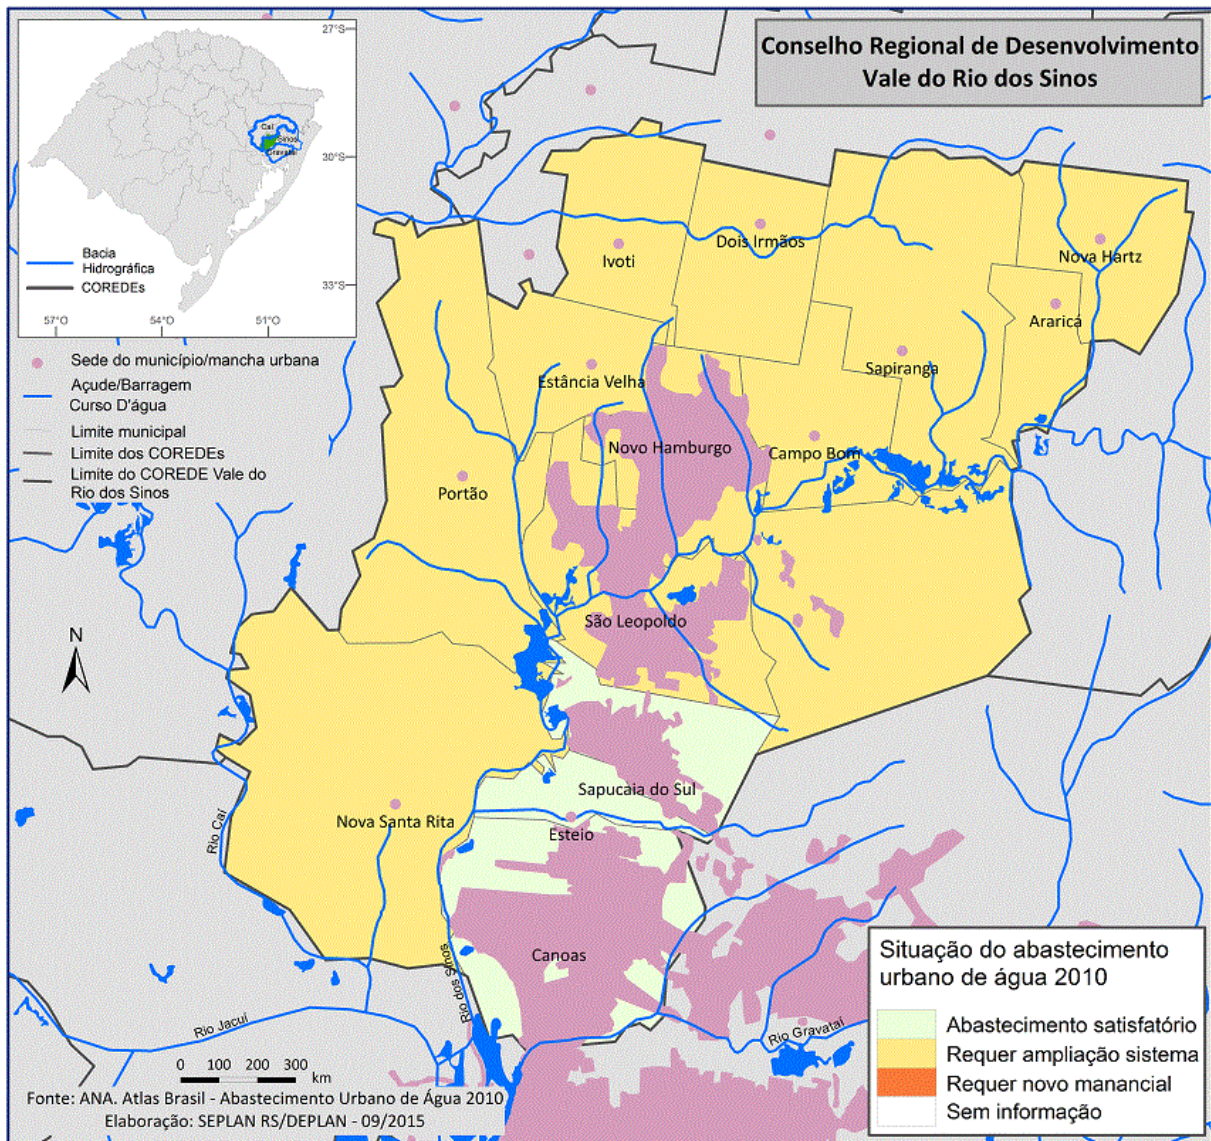 Conselho Regional de Desenvolvimento
Vale do Rio dos Sinos
27°S
30°S
33°S
57°O
54°O
51°O
Caí
Sinos
Gravataí
Bacia
Hidrográfica
COREDEs
Sede do município/mancha urbana
Açude/Barragem
Curso D'água
Limite municipal
Limite dos COREDEs
Limite do COREDE Vale do
Rio dos Sinos
Ivoti
Dois Irmãos
Nova Hartz
Araricá
Sapiranga
Estância Velha
Novo Hamburgo
Campo Bom
Portão
São Leopoldo
N
Sapucaia do Sul
Nova Santa Rita
Esteio
Canoas
Rio Caí
Rio dos Sinos
Rio Jacuí
Rio Gravataí
0 100 200 300
km
Fonte: ANA. Atlas Brasil - Abastecimento Urbano de Água 2010
Elaboração: SEPLAN RS/DEPLAN - 09/2015
Situação do abastecimento
urbano de água 2010
Abastecimento satisfatório
Requer ampliação sistema
Requer novo manancial
Sem informação